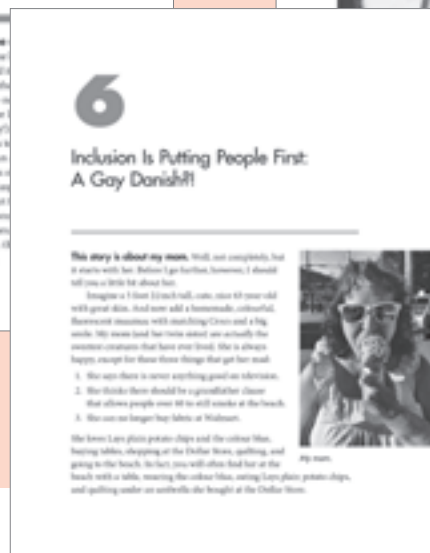 6
Inclusion Is Putting People First:
A Gay Danish?!
This story is about my mom. Well, not completely, but
it starts with her. Before I go further, however, I should
tell you a little bit about her.
Imagine a 5 foot tall, cute, nice 63-year-old
with great skin. And now add a homemade, colourful,
fluorescent muumuu with matching Crocs and a big
smile. My mom (and her twin sister) are actually the
sweetest creatures that have ever lived. She is always
happy, except for these three things that get her mad:
1. She says there is never anything good on television.
2. She thinks there should be a grandfather clause
that allows people over 60 to still smoke at the beach.
3. She can no longer buy fabric at Walmart.
She loves Lays plain potato chips and the colour blue,
buying tables, shopping at the Dollar Store, quilting, and
going to the beach. In fact, you will often find her at the
beach with a table, wearing the colour blue, eating Lays plain potato chips,
and quilting under an umbrella she bought at the Dollar Store.
My mom.